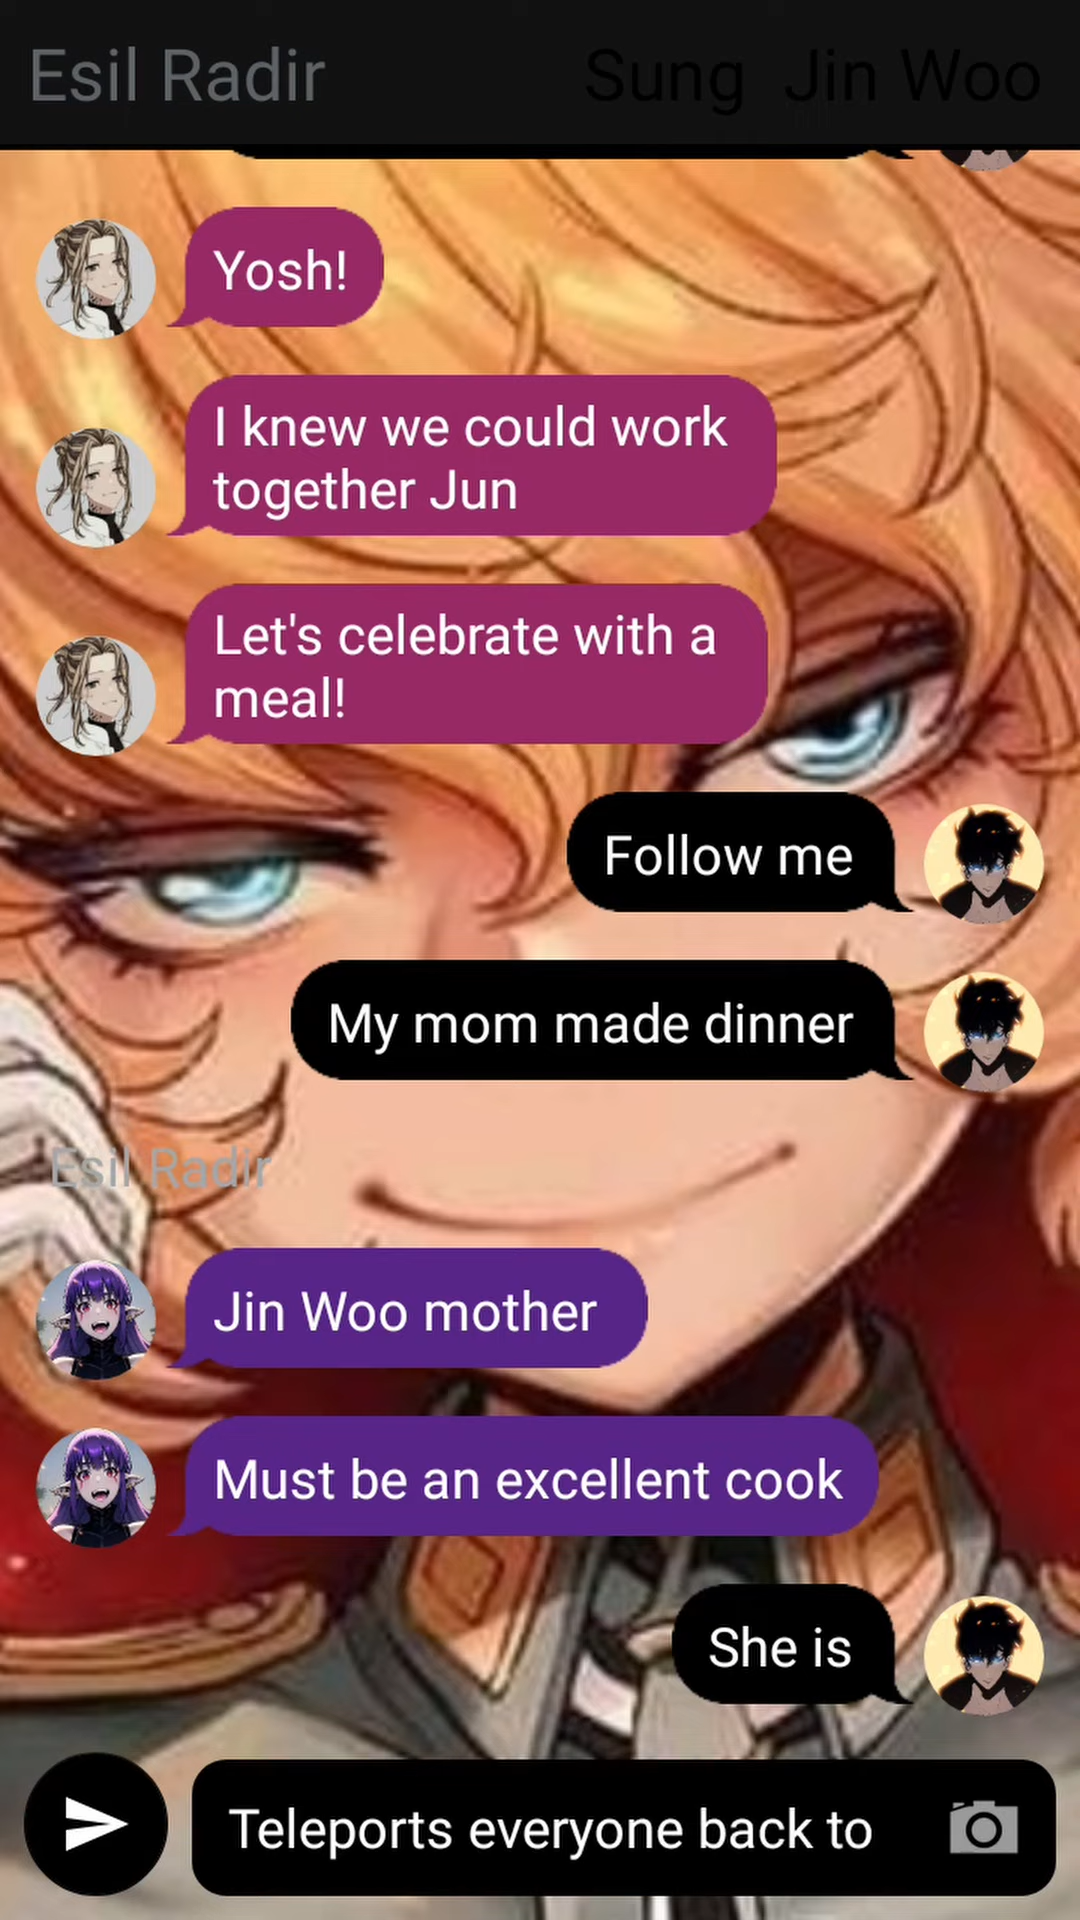 Esil Radir
Sung Jin Woo
Yosh!
I knew we could work
together Jun
Let's celebrate with a
meal!
Follow me
My mom made dinner
Esil Radir
Jin Woo mother
Must be an excellent cook
She is
Teleports everyone back to